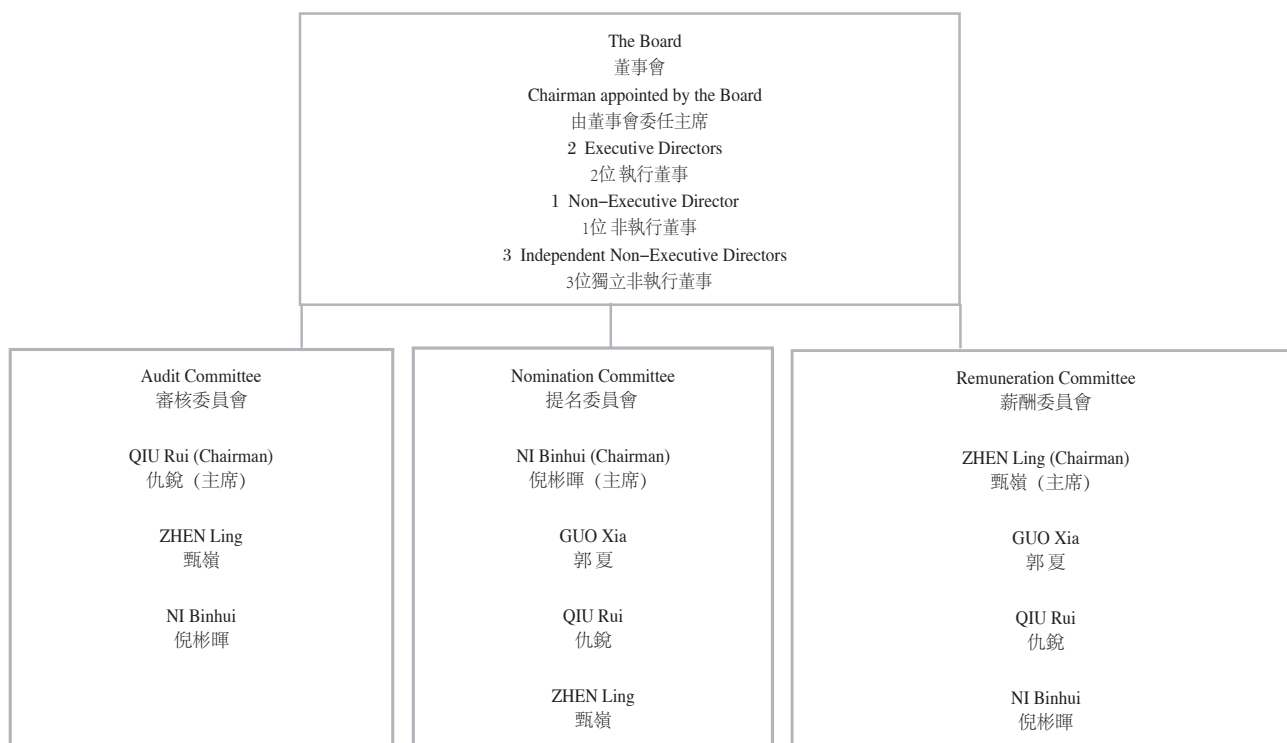 The Board
董事會
Chairman appointed by the Board
由董事會委任主席
2 Executive Directors
2位 執行董事
1 Non-Executive Director
1位 非執行董事
3 Independent Non-Executive Directors
3位獨立非執行董事
Audit Committee
審核委員會
QIU Rui (Chairman)
仇銳（主席）
ZHEN Ling
甄嶺
NI Binhui
倪彬暉
Nomination Committee
提名委員會
NI Binhui (Chairman)
倪彬暉（主席）
GUO Xia
郭夏
QIU Rui
仇銳
ZHEN Ling
甄嶺
Remuneration Committee
薪酬委員會
ZHEN Ling (Chairman)
甄嶺（主席）
GUO Xia
郭夏
QIU Rui
仇銳
NI Binhui
倪彬暉